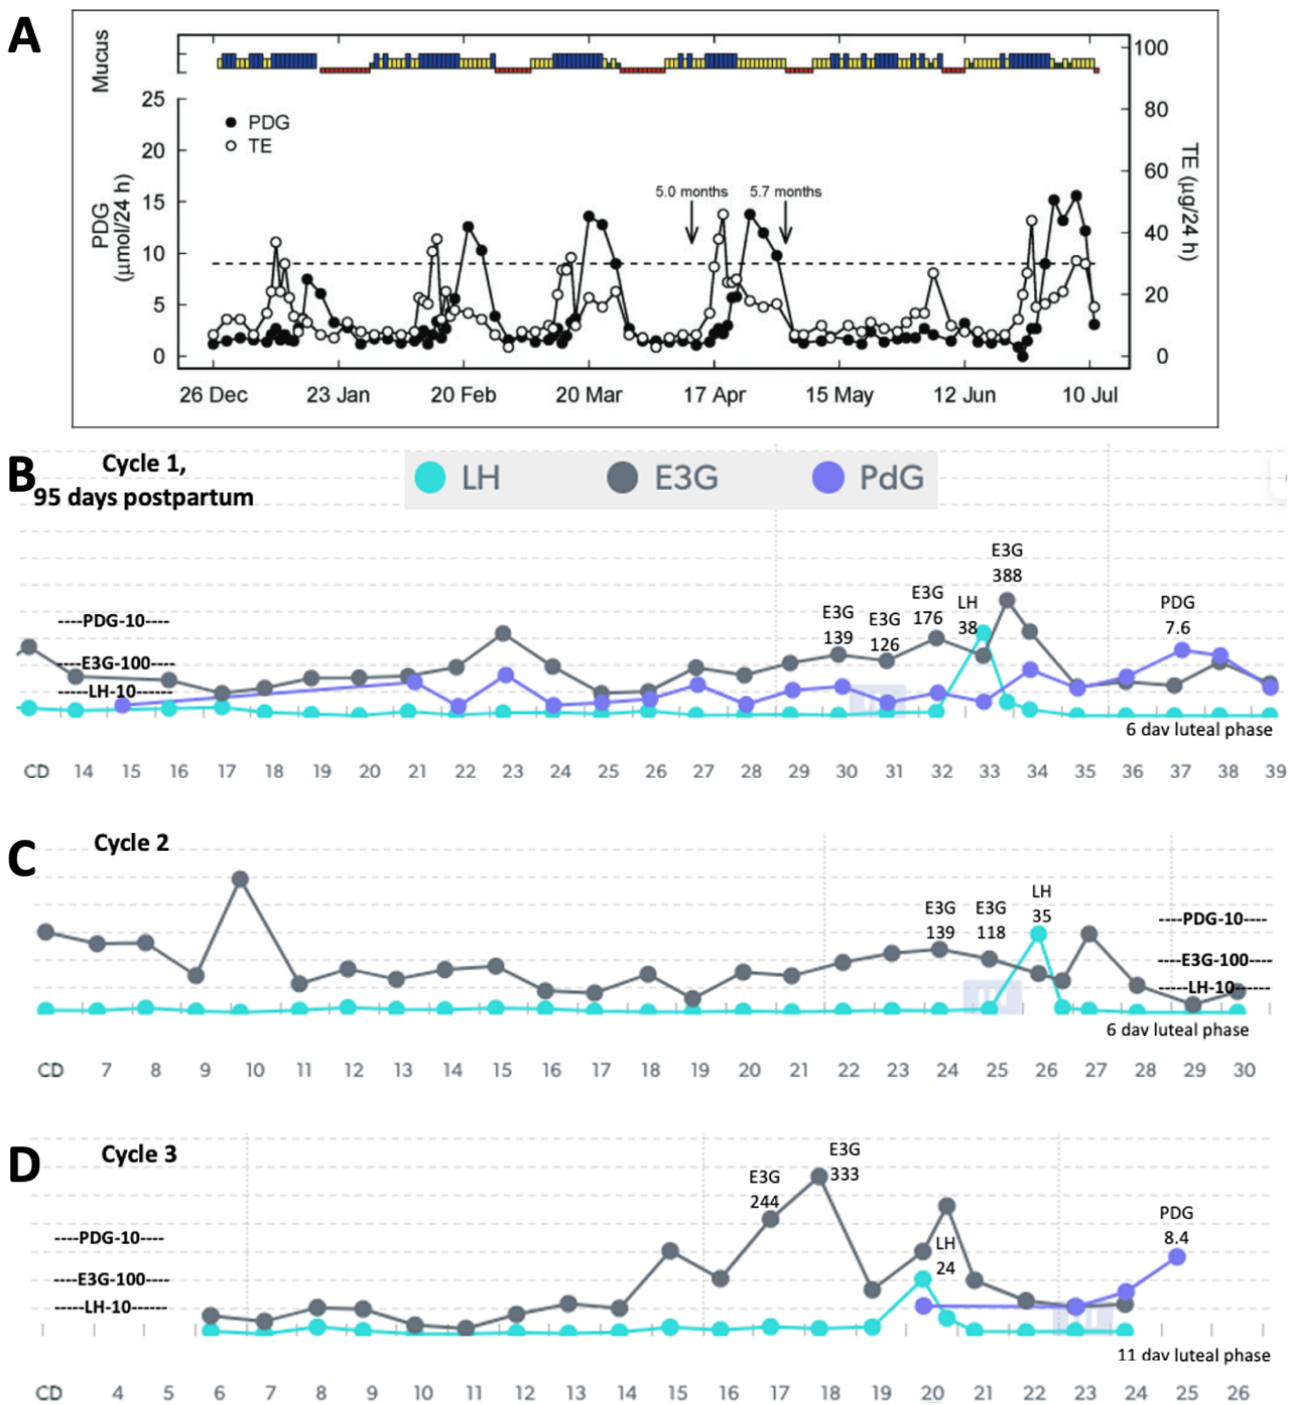 A
Mucus
100
80
60
40
20
0
TE (µg/24 h)
25
20
15
10
5
0
PDG
(µmol/24 h)
PDG
TE
5.0 months
5.7 months
26 Dec
23 Jan
20 Feb
20 Mar
17 Apr
15 May
12 Jun
10 Jul
B
Cycle 1,
95 days postpartum
LH
E3G
PdG
----PDG-10----
----E3G-100----
----LH-10------
E3G
139
E3G
126
E3G
176
LH
38
E3G
388
PDG
7.6
6 day luteal phase
CD 14 15 16 17 18 19 20 21 22 23 24 25 26 27 28 29 30 31 32 33 34 35 36 37 38 39
C
Cycle 2
E3G
139
E3G
118
LH
35
----PDG-10----
----E3G-100----
----LH-10------
6 day luteal phase
CD 7 8 9 10 11 12 13 14 15 16 17 18 19 20 21 22 23 24 25 26 27 28 29 30
D
Cycle 3
----PDG-10----
----E3G-100----
-----LH-10------
E3G
244
E3G
333
LH
24
PDG
8.4
11 day luteal phase
CD 4 5 6 7 8 9 10 11 12 13 14 15 16 17 18 19 20 21 22 23 24 25 26